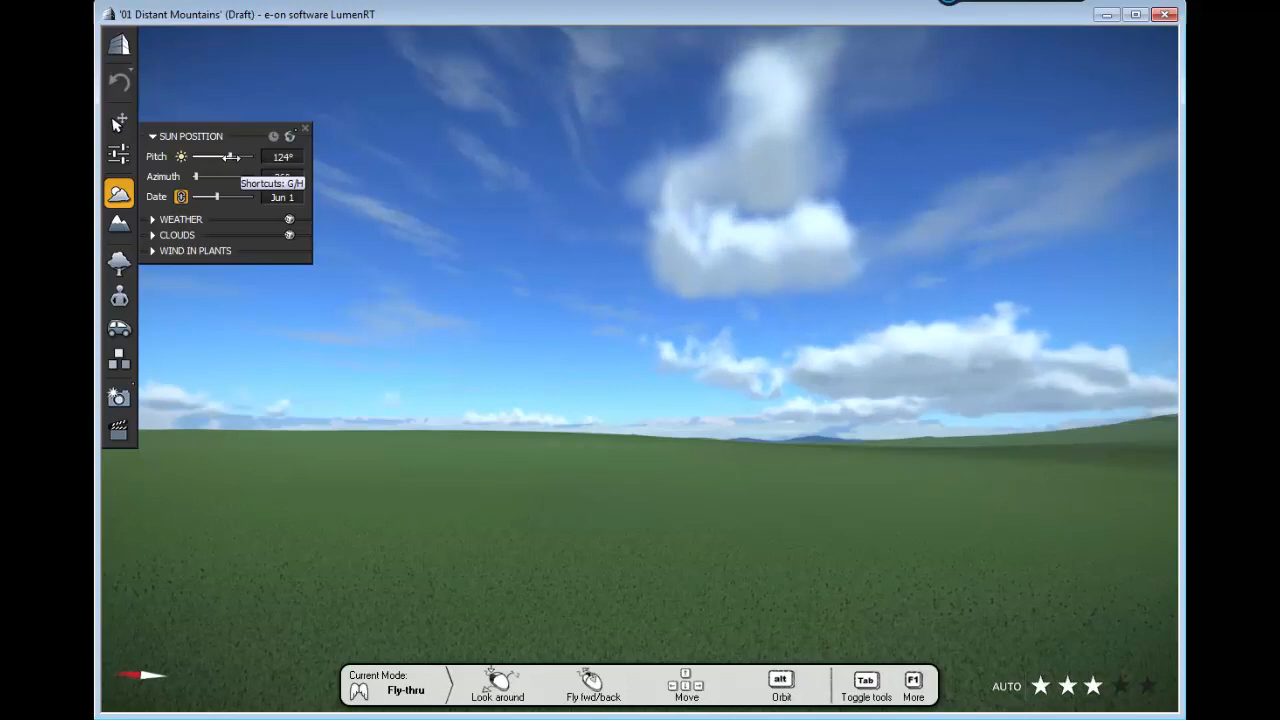 '01 Distant Mountains' (Draft) - e-on software LumenRT
SUN POSITION
Pitch 124°
Azimuth
Shortcuts: G/H
Date Jun 1
WEATHER
CLOUDS
WIND IN PLANTS
Current Mode:
Fly-thru
Look around
Fly fwd/back
Move
alt
Orbit
Tab
Toggle tools
F1
More
AUTO